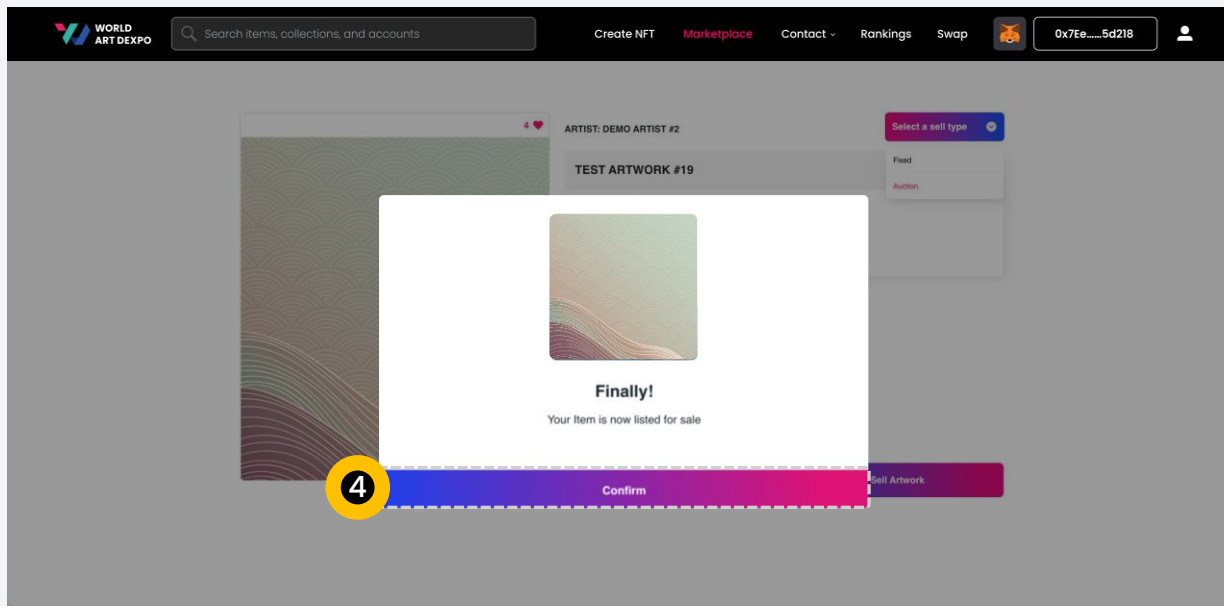 WORLD
ART DEXPO
Search items, collections, and accounts
Create NFT
Marketplace
Contact
Rankings
Swap
0x7Ee......5d218
4
ARTIST: DEMO ARTIST #2
Select a sell type
TEST ARTWORK #19
Fixed
Auction
Finally!
Your Item is now listed for sale
4
Confirm
Sell Artwork